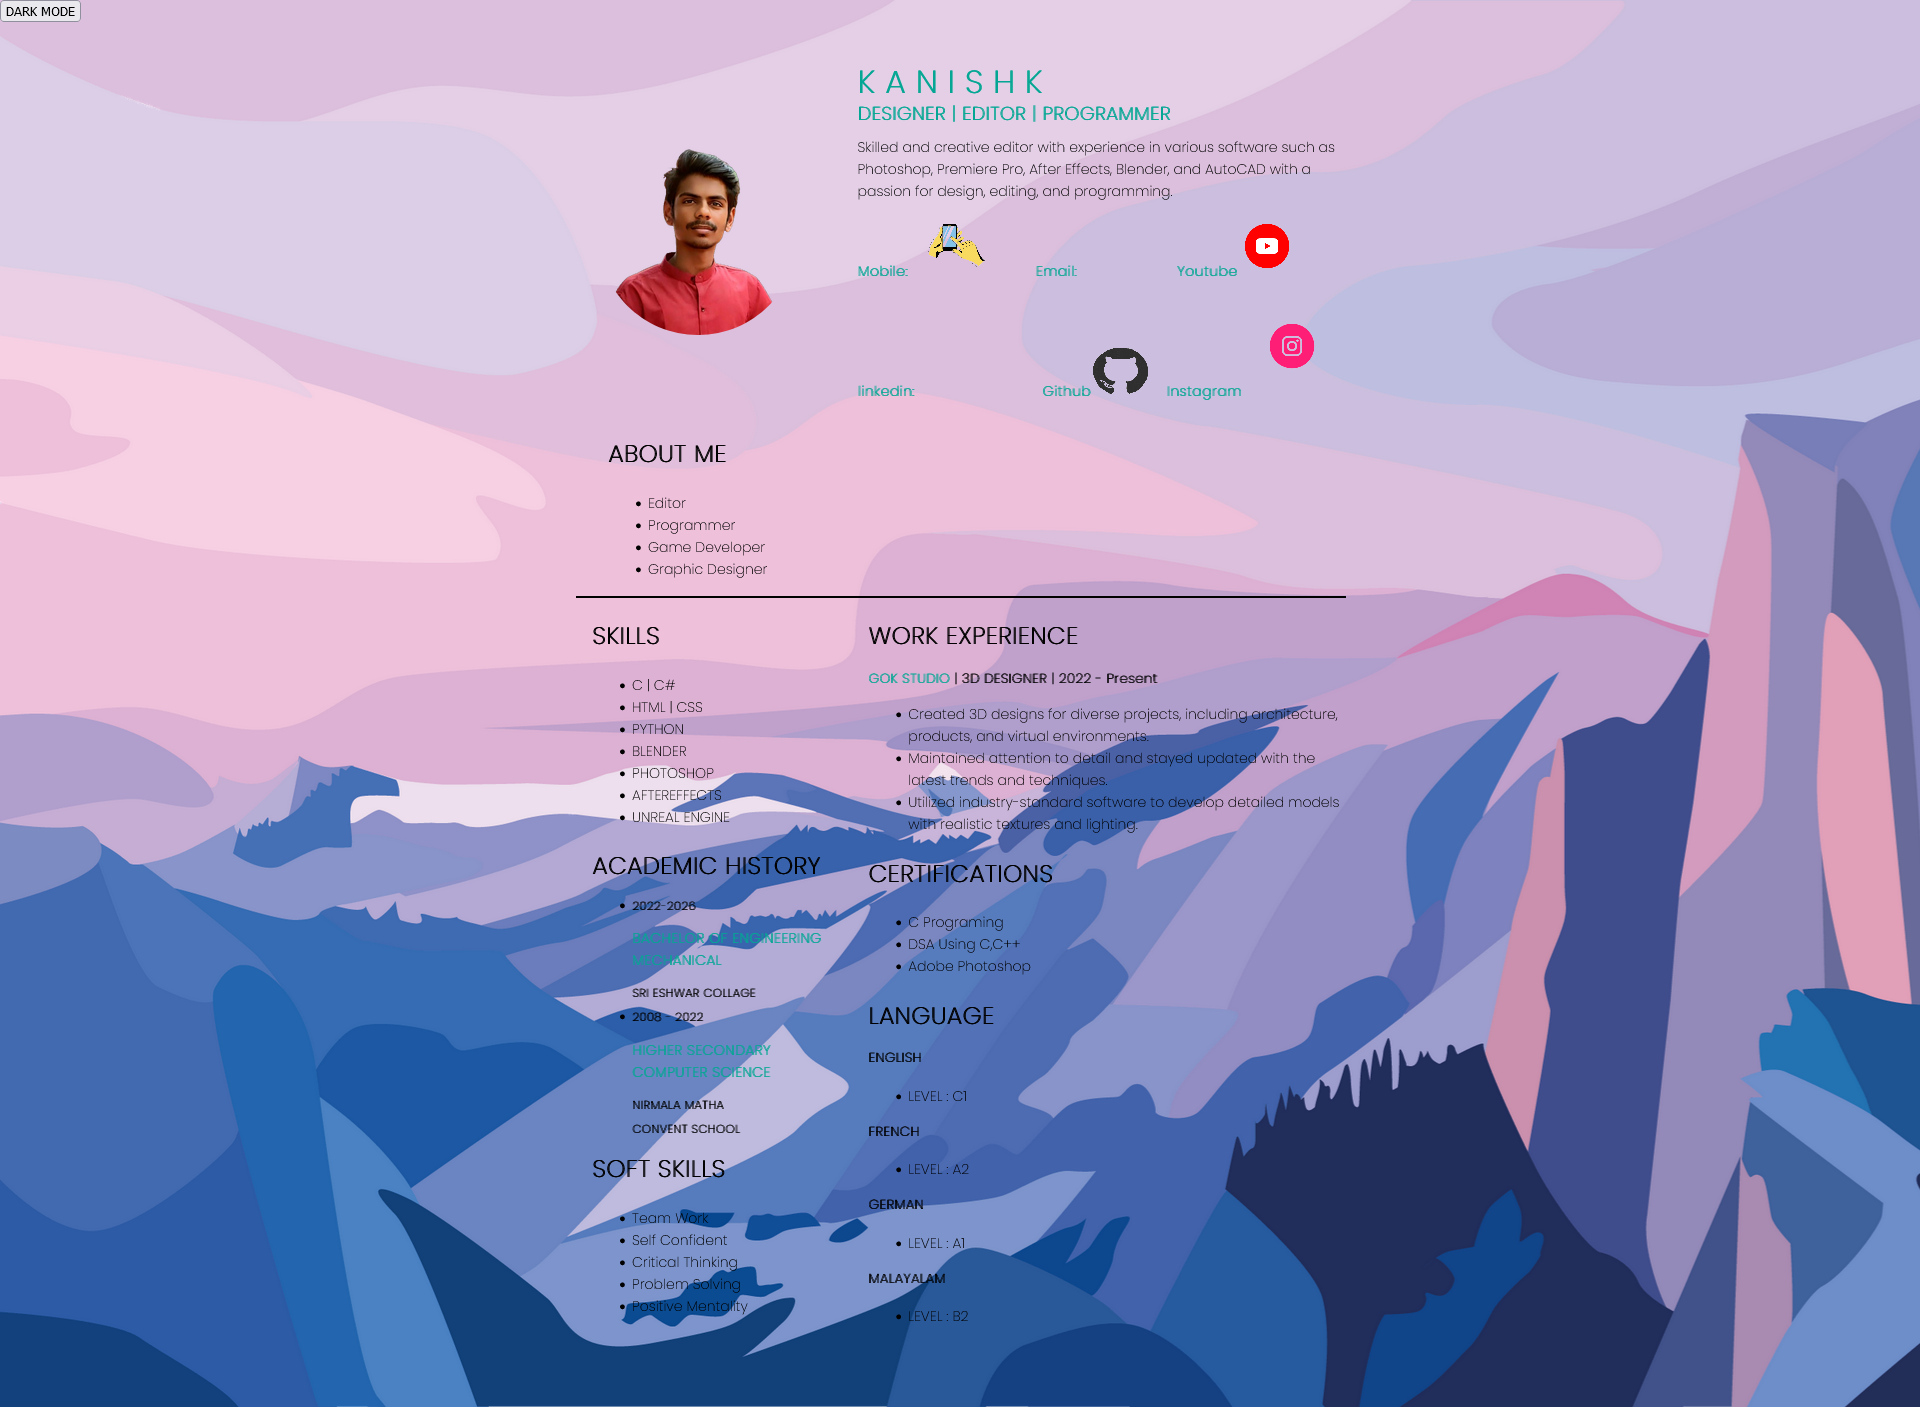 DARK MODE
KANISHK
DESIGNER | EDITOR | PROGRAMMER
Skilled and creative editor with experience in various software such as
Photoshop, Premiere Pro, After Effects, Blender, and AutoCAD with a
passion for design, editing, and programming.
Mobile: Email: Youtube
linkedin: Github Instagram
ABOUT ME
• Editor
• Programmer
• Game Developer
• Graphic Designer
SKILLS
• C | C#
• HTML | CSS
• PYTHON
• BLENDER
• PHOTOSHOP
• AFTEREFFECTS
• UNREAL ENGINE
ACADEMIC HISTORY
• 2022-2026
BACHELOR OF ENGINEERING
MECHANICAL
SRI ESHWAR COLLAGE
• 2008 - 2022
HIGHER SECONDARY
COMPUTER SCIENCE
NIRMALA MATHA
CONVENT SCHOOL
SOFT SKILLS
• Team Work
• Self Confident
• Critical Thinking
• Problem Solving
• Positive Mentality
WORK EXPERIENCE
GOK STUDIO | 3D DESIGNER | 2022 - Present
• Created 3D designs for diverse projects, including architecture,
products, and virtual environments.
• Maintained attention to detail and stayed updated with the
latest trends and techniques.
• Utilized industry-standard software to develop detailed models
with realistic textures and lighting.
CERTIFICATIONS
• C Programing
• DSA Using C,C++
• Adobe Photoshop
LANGUAGE
ENGLISH
• LEVEL : C1
FRENCH
• LEVEL : A2
GERMAN
• LEVEL : A1
MALAYALAM
• LEVEL : B2